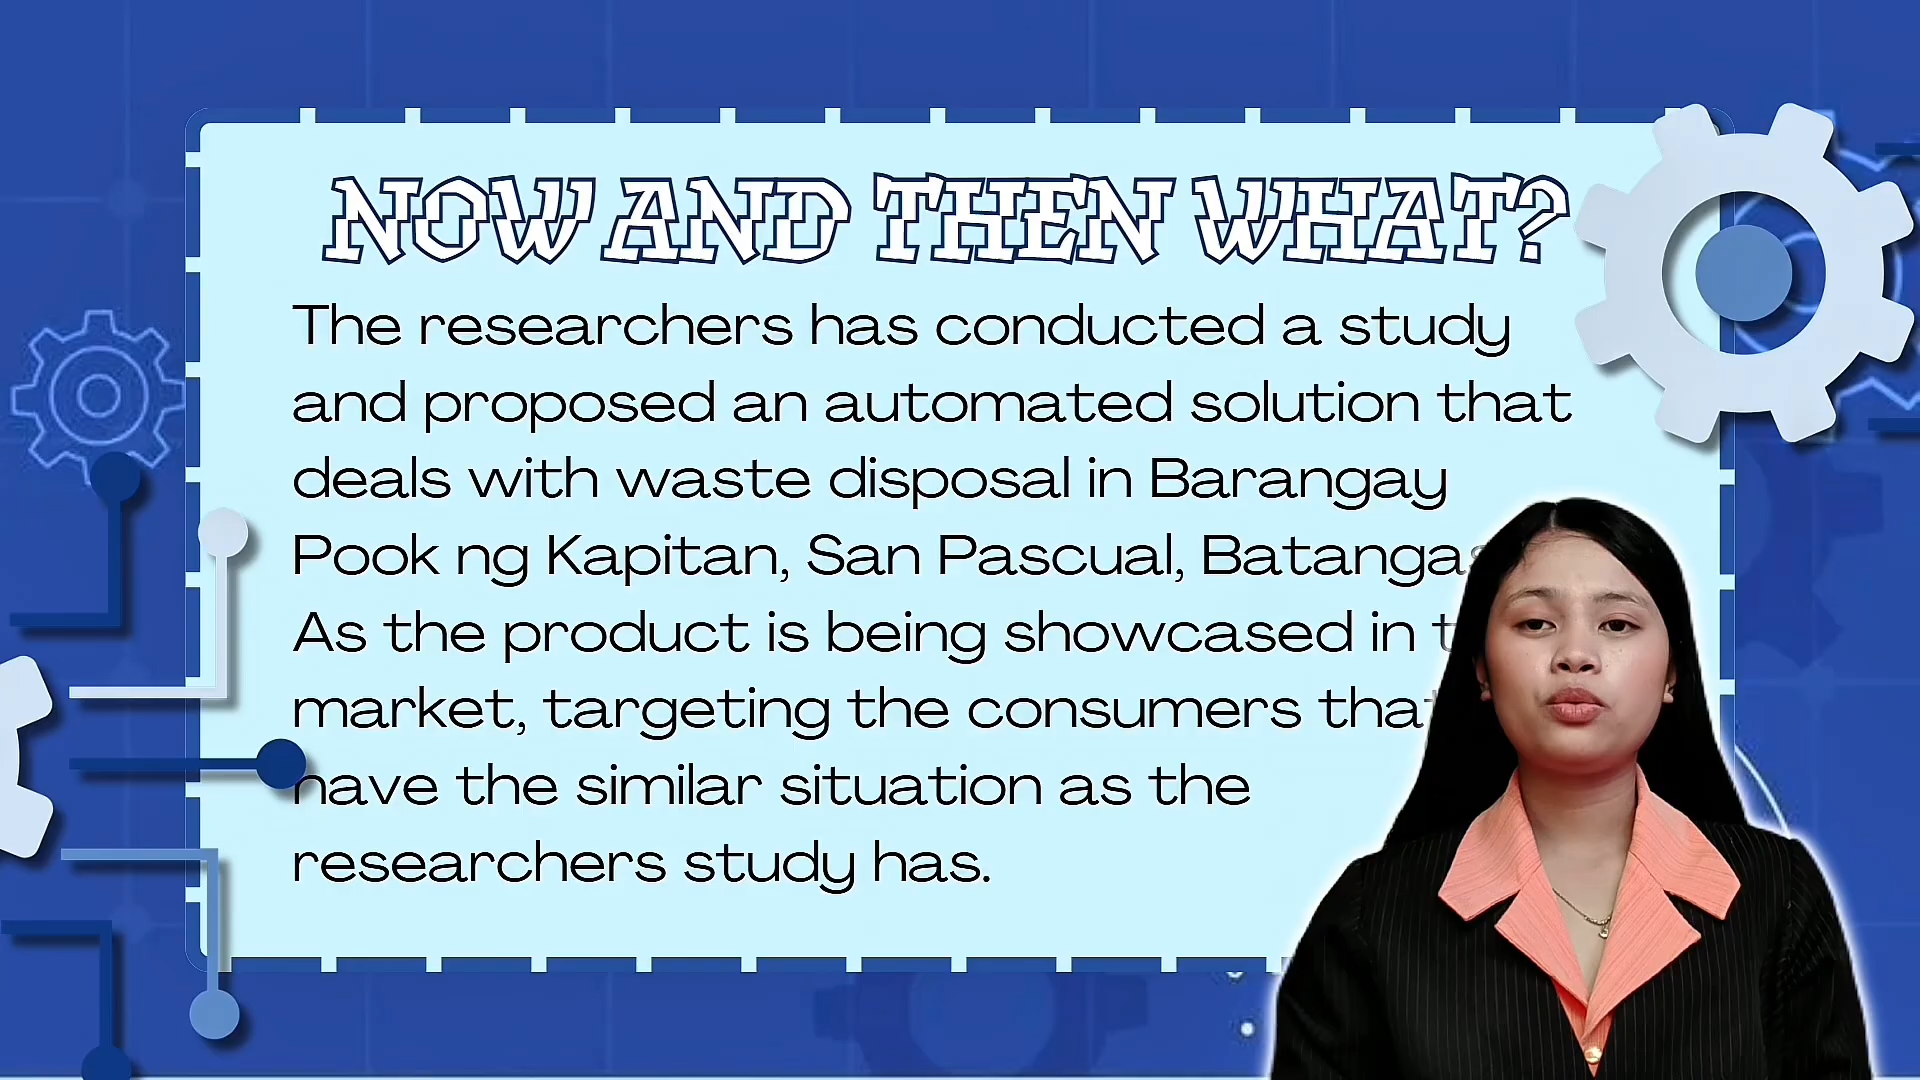 NOW AND THEN WHAT?
The researchers has conducted a study
and proposed an automated solution that
deals with waste disposal in Barangay
Pook ng Kapitan, San Pascual, Batangas
As the product is being showcased in
market, targeting the consumers that
have the similar situation as the
researchers study has.